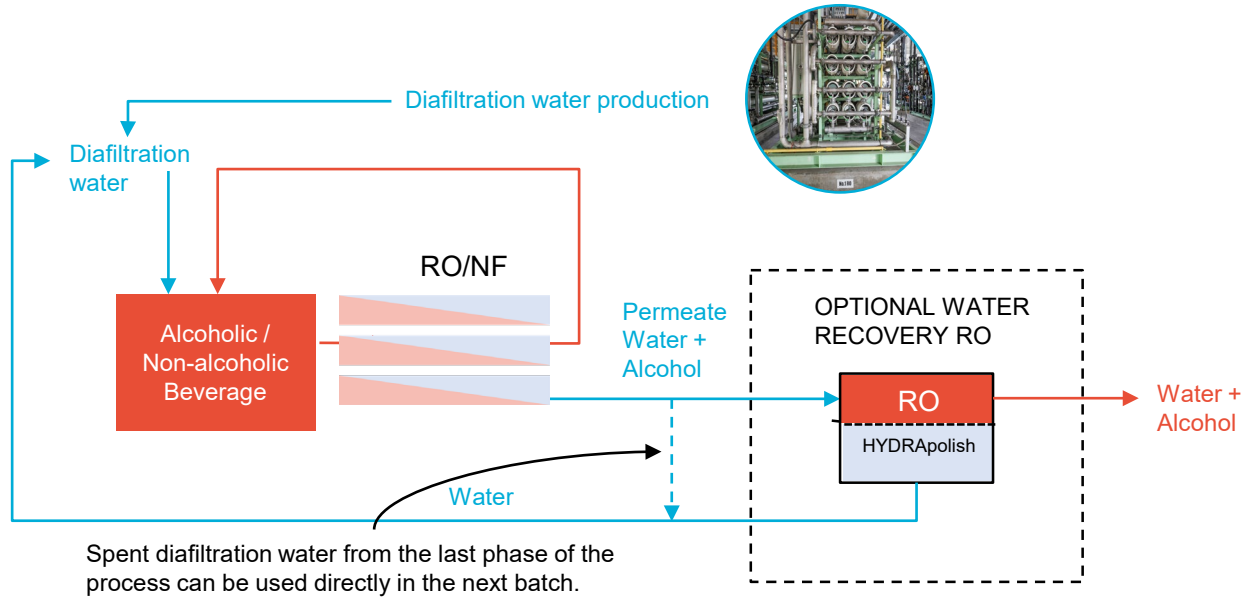 Diafiltration water production
Diafiltration
water
RO/NF
Alcoholic /
Non-alcoholic
Beverage
Permeate
Water +
Alcohol
OPTIONAL WATER
RECOVERY RO
RO
HYDRApolish
Water +
Alcohol
Water
Spent diafiltration water from the last phase of the
process can be used directly in the next batch.